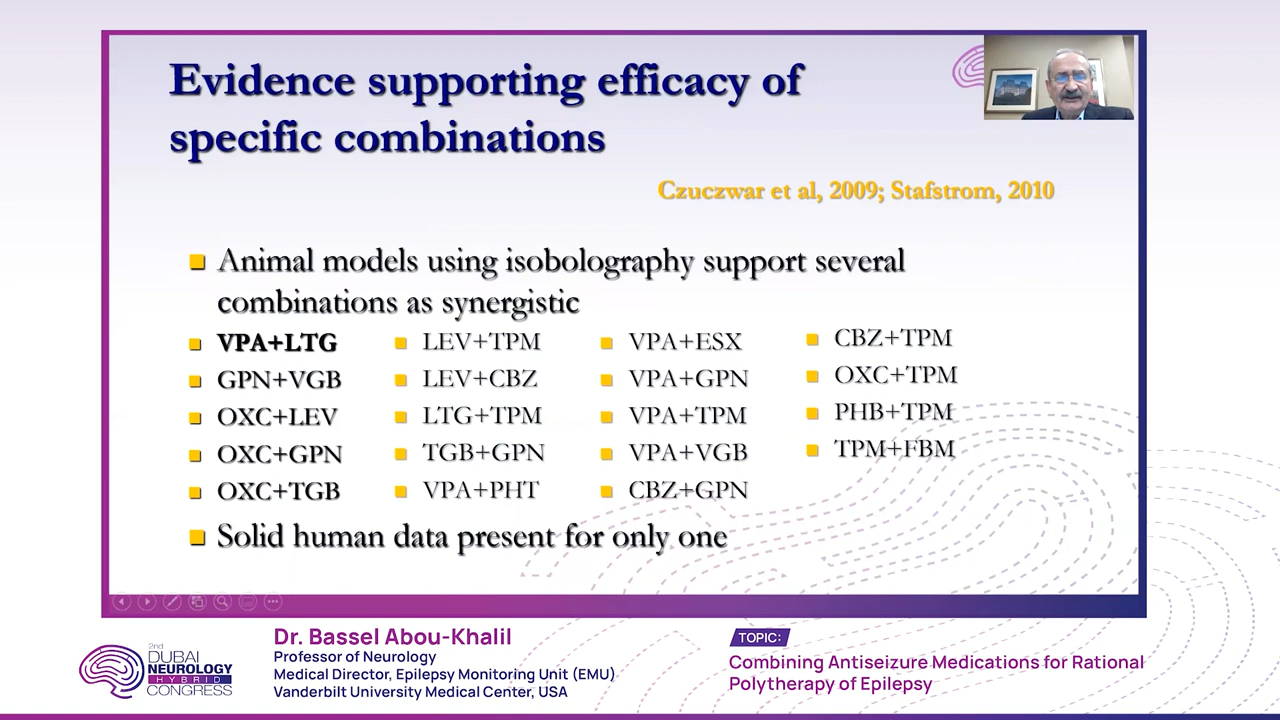 Evidence supporting efficacy of
specific combinations
Czuczwar et al, 2009; Stafstrom, 2010
Animal models using isobolography support several
combinations as synergistic
VPA+LTG
GPN+VGB
OXC+LEV
OXC+GPN
OXC+TGB
LEV+TPM
LEV+CBZ
LTG+TPM
TGB+GPN
VPA+PHT
VPA+ESX
VPA+GPN
VPA+TPM
VPA+VGB
CBZ+GPN
CBZ+TPM
OXC+TPM
PHB+TPM
TPM+FBM
Solid human data present for only one
2nd
DUBAI
NEUROLOGY
HYBRID
CONGRESS
Dr. Bassel Abou-Khalil
Professor of Neurology
Medical Director, Epilepsy Monitoring Unit (EMU)
Vanderbilt University Medical Center, USA
TOPIC:
Combining Antiseizure Medications for Rational
Polytherapy of Epilepsy